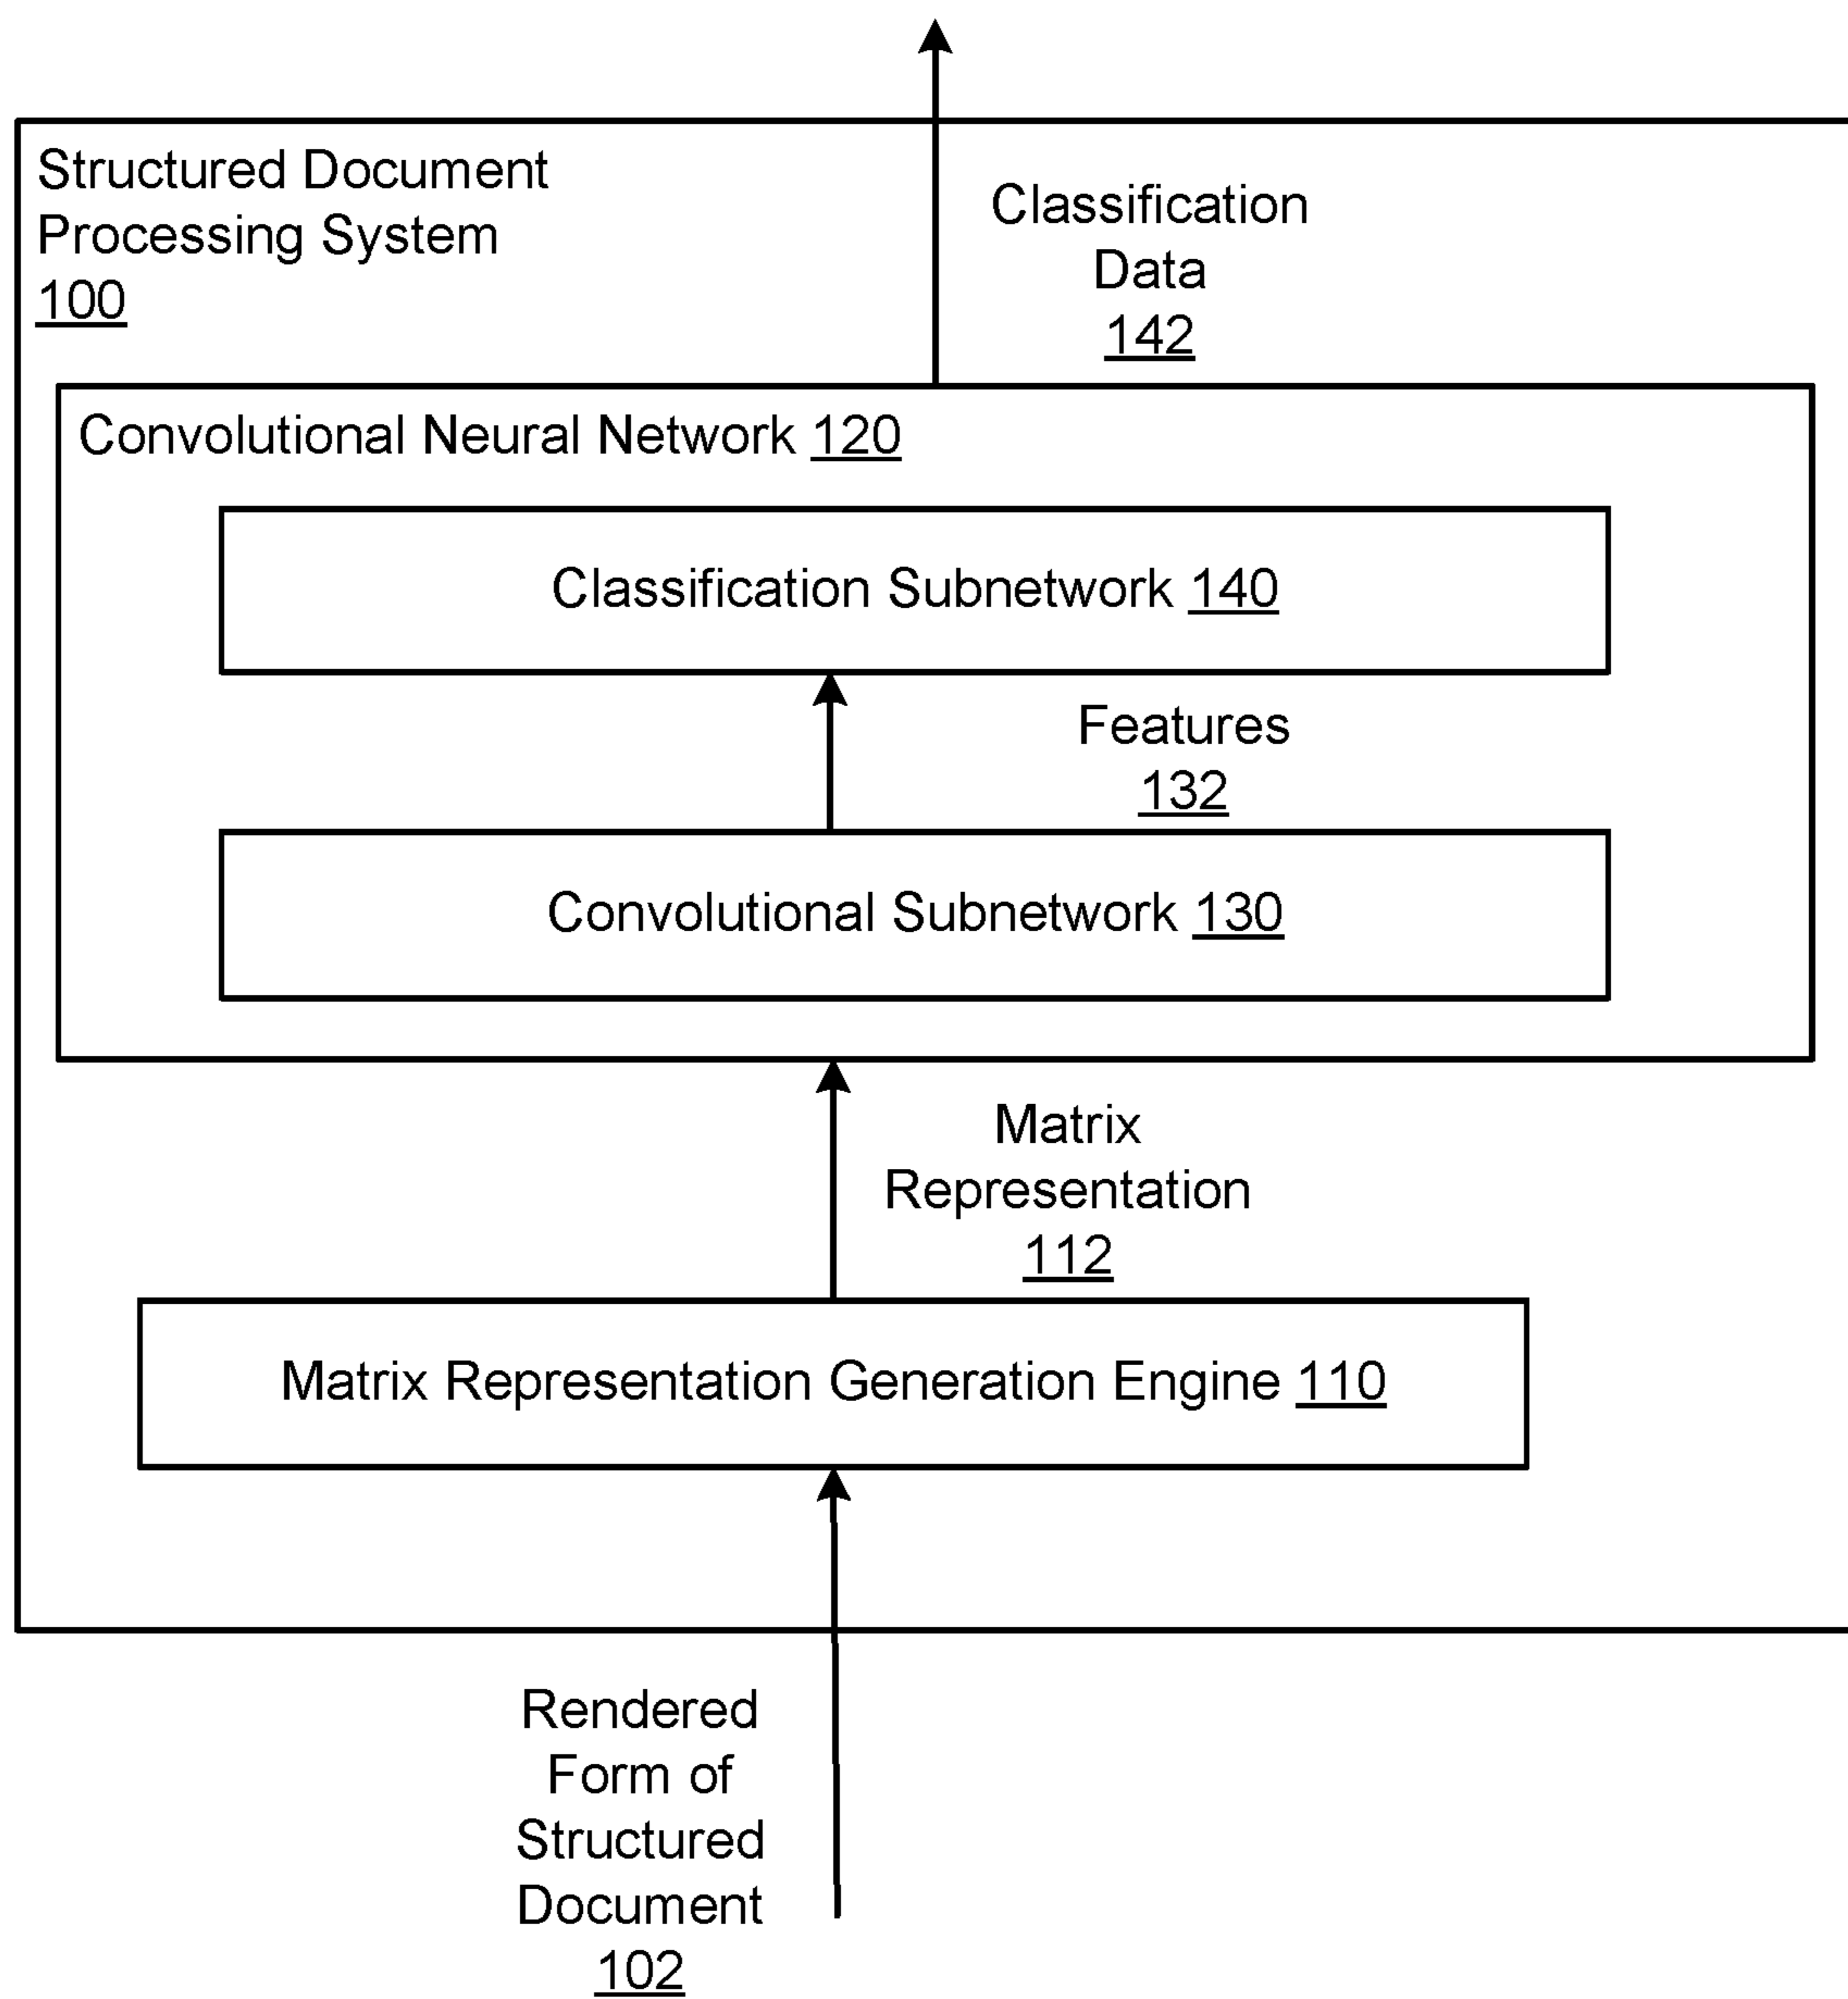 Structured Document
Processing System
100
Classification
Data
142
Convolutional Neural Network 120
Classification Subnetwork 140
Features
132
Convolutional Subnetwork 130
Matrix
Representation
112
Matrix Representation Generation Engine 110
Rendered
Form of
Structured
Document
102